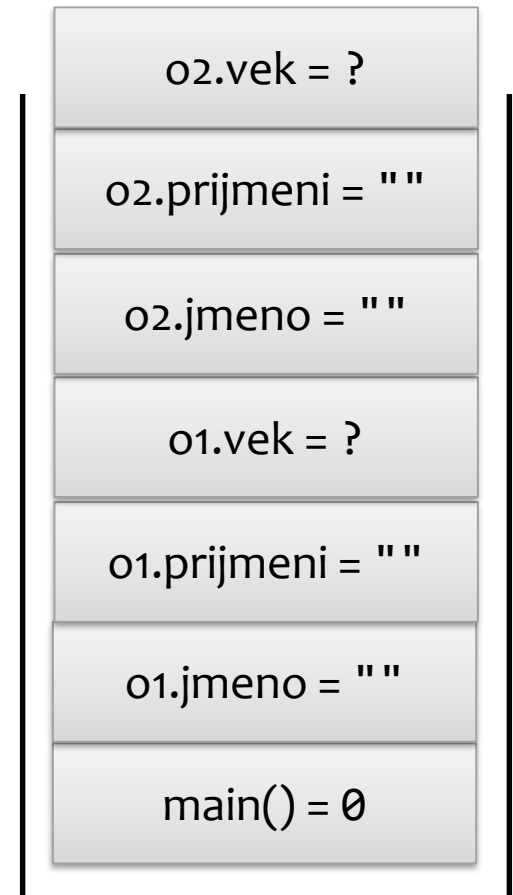 o2.vek = ?
o2.prijmeni = ""
o2.jmeno = ""
o1.vek = ?
o1.prijmeni = ""
o1.jmeno = ""
main() = 0